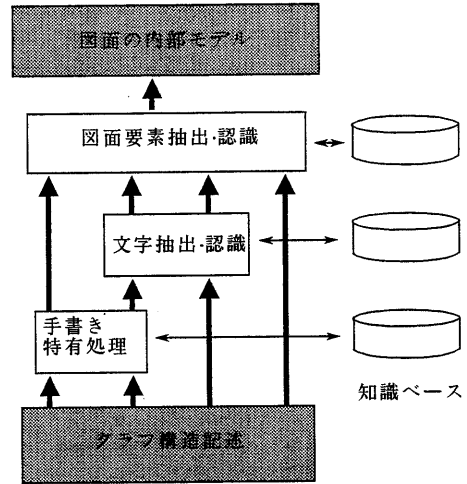 図面の内部モデル
図面要素抽出・認識
文字抽出・認識
手書き
特有処理
知識ベース
グラフ構造記述